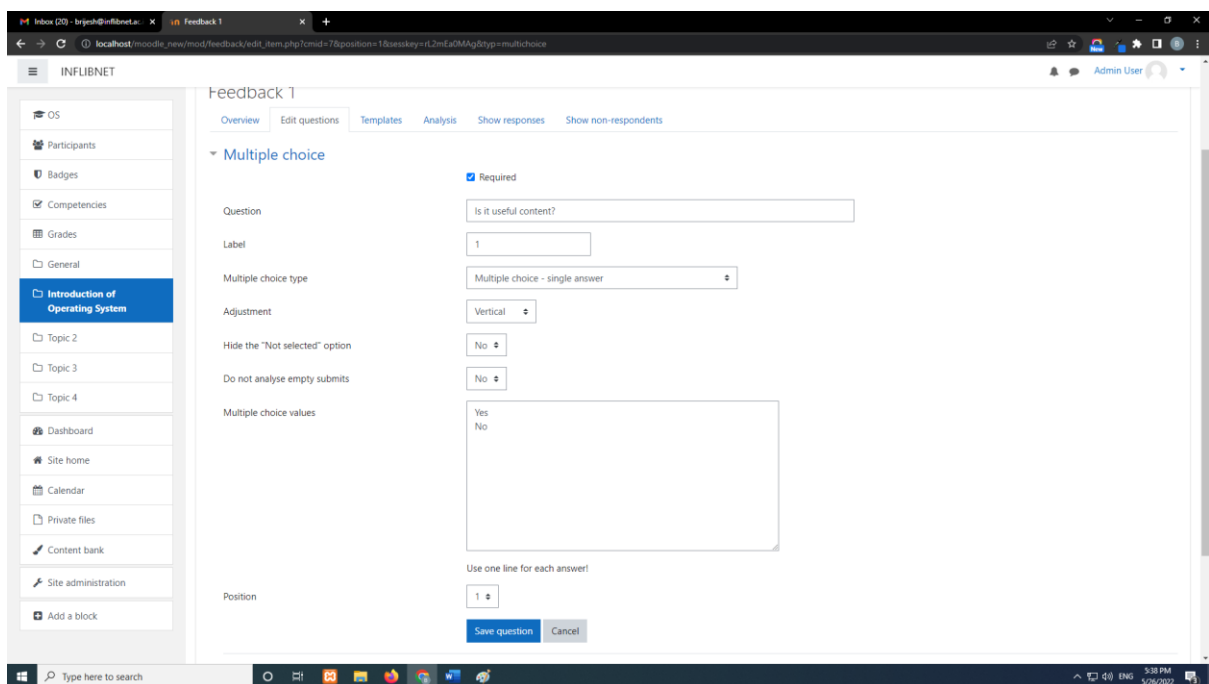 Inbox (20) - brijesh@inflibnet.ac.
Feedback 1
localhost/moodle_new/mod/feedback/edit_item.php?cmid=7&position=1&sesskey=rL2mEa0MAg&typ=multichoice
New
B
INFLIBNET
Admin User
OS
Participants
Badges
Competencies
Grades
General
Introduction of
Operating System
Topic 2
Topic 3
Topic 4
Dashboard
Site home
Calendar
Private files
Content bank
Site administration
Add a block
Feedback 1
Overview Edit questions Templates Analysis Show responses Show non-respondents
Multiple choice
Required
Question Is it useful content?
Label 1
Multiple choice type Multiple choice - single answer
Adjustment Vertical
Hide the "Not selected" option No
Do not analyse empty submits No
Multiple choice values Yes
No
Use one line for each answer!
Position 1
Save question Cancel
Type here to search
ENG
5:38 PM
5/26/2022